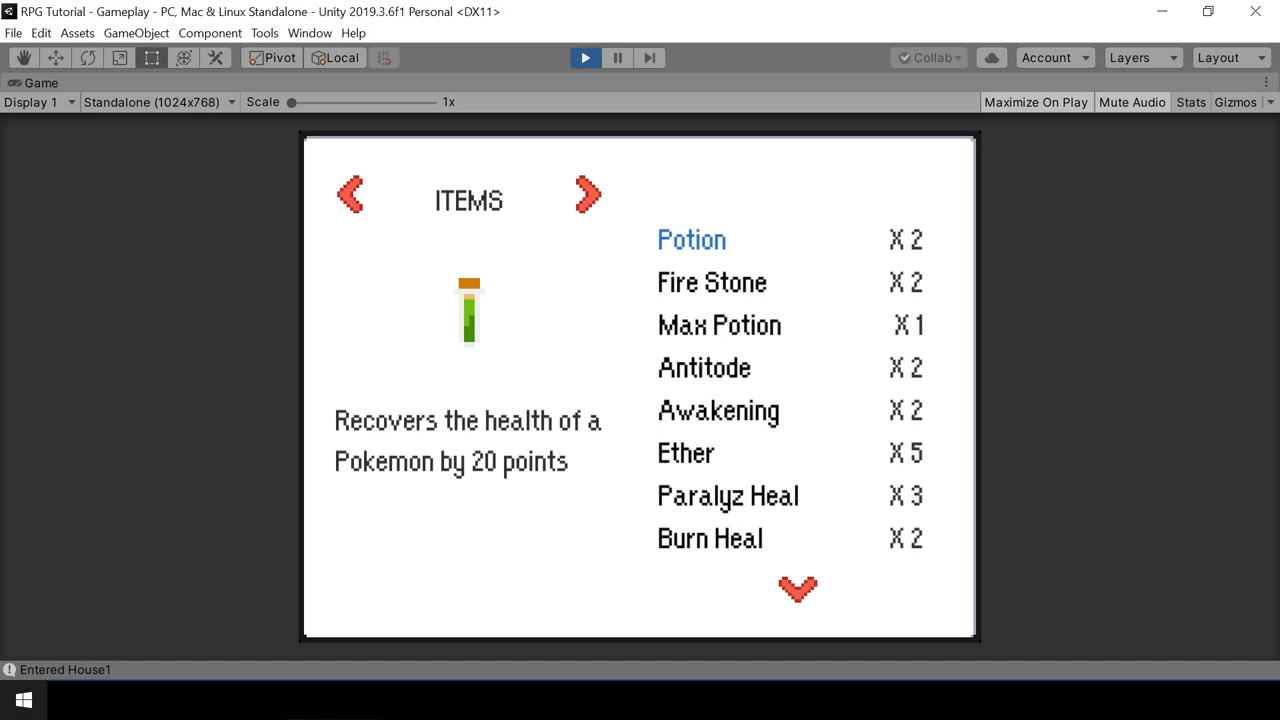 RPG Tutorial - Gameplay - PC, Mac & Linux Standalone - Unity 2019.3.6f1 Personal <DX11>
File Edit Assets GameObject Component Tools Window Help
Pivot Local Collab Account Layers Layout
Game
Display 1 Standalone (1024x768) Scale 1x Maximize On Play Mute Audio Stats Gizmos
ITEMS
Recovers the health of a
Pokemon by 20 points
Potion X 2
Fire Stone X 2
Max Potion X 1
Antitode X 2
Awakening X 2
Ether X 5
Paralyz Heal X 3
Burn Heal X 2
Entered House1